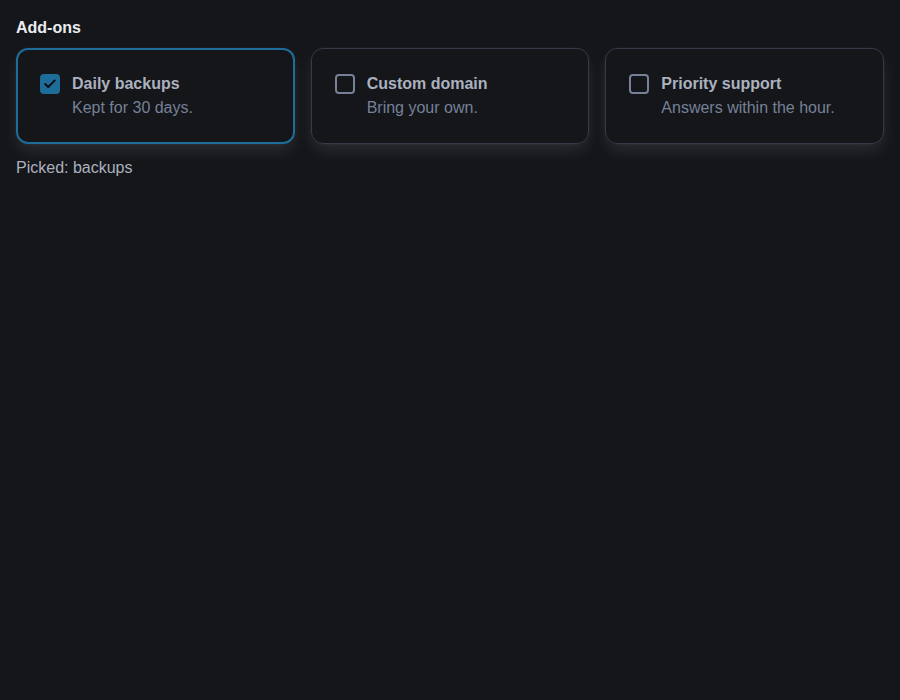 Add-ons
Daily backups
Kept for 30 days.
Custom domain
Bring your own.
Priority support
Answers within the hour.
Picked: backups